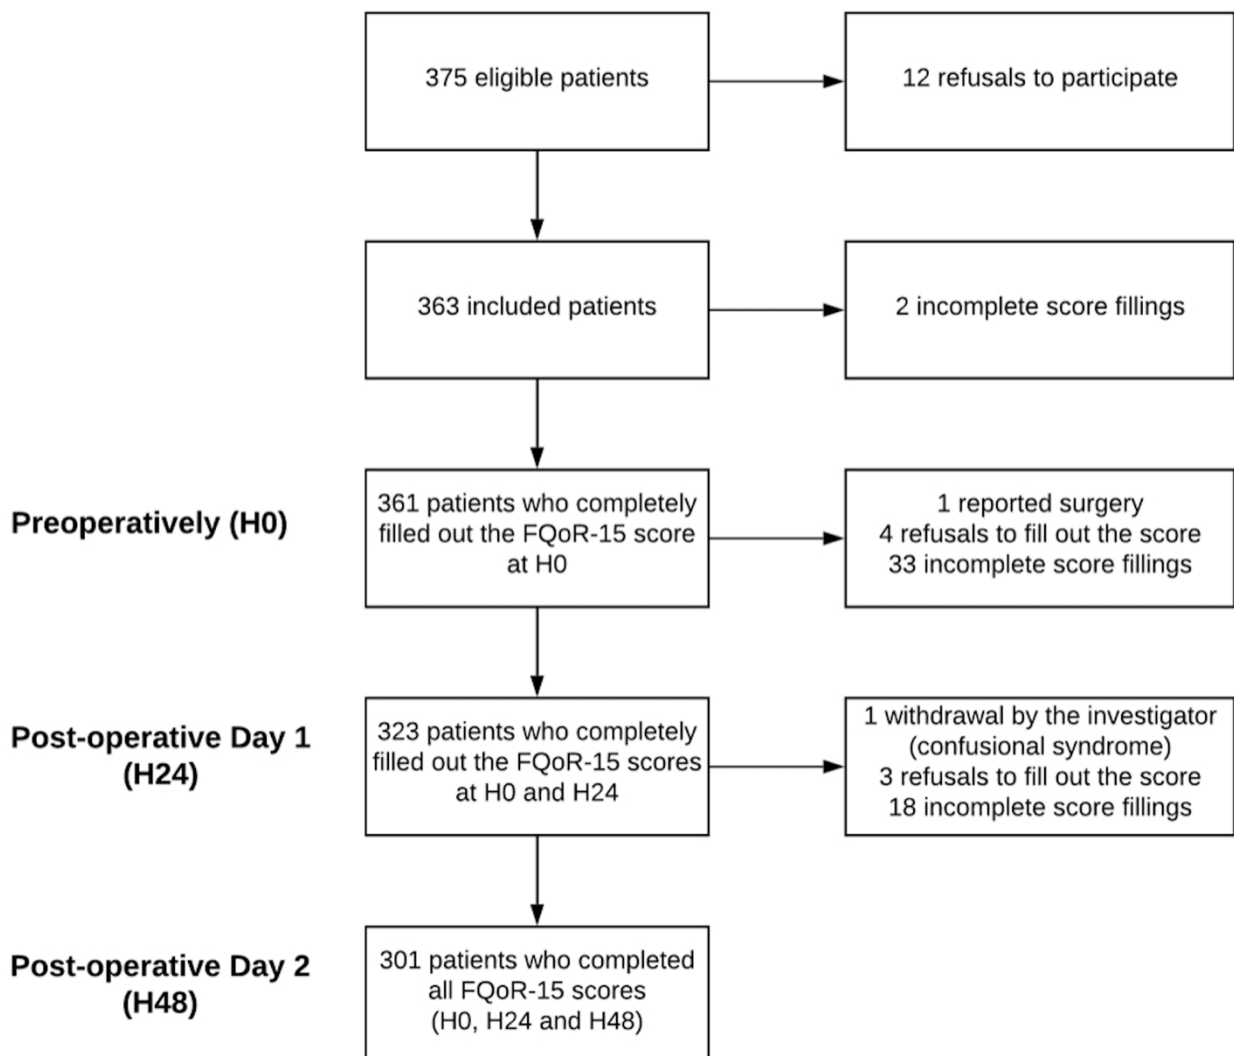 375 eligible patients
12 refusals to participate
363 included patients
2 incomplete score fillings
Preoperatively (H0)
361 patients who completely
filled out the FQoR-15 score
at H0
1 reported surgery
4 refusals to fill out the score
33 incomplete score fillings
Post-operative Day 1
(H24)
323 patients who completely
filled out the FQoR-15 scores
at H0 and H24
1 withdrawal by the investigator
(confusional syndrome)
3 refusals to fill out the score
18 incomplete score fillings
Post-operative Day 2
(H48)
301 patients who completed
all FQoR-15 scores
(H0, H24 and H48)